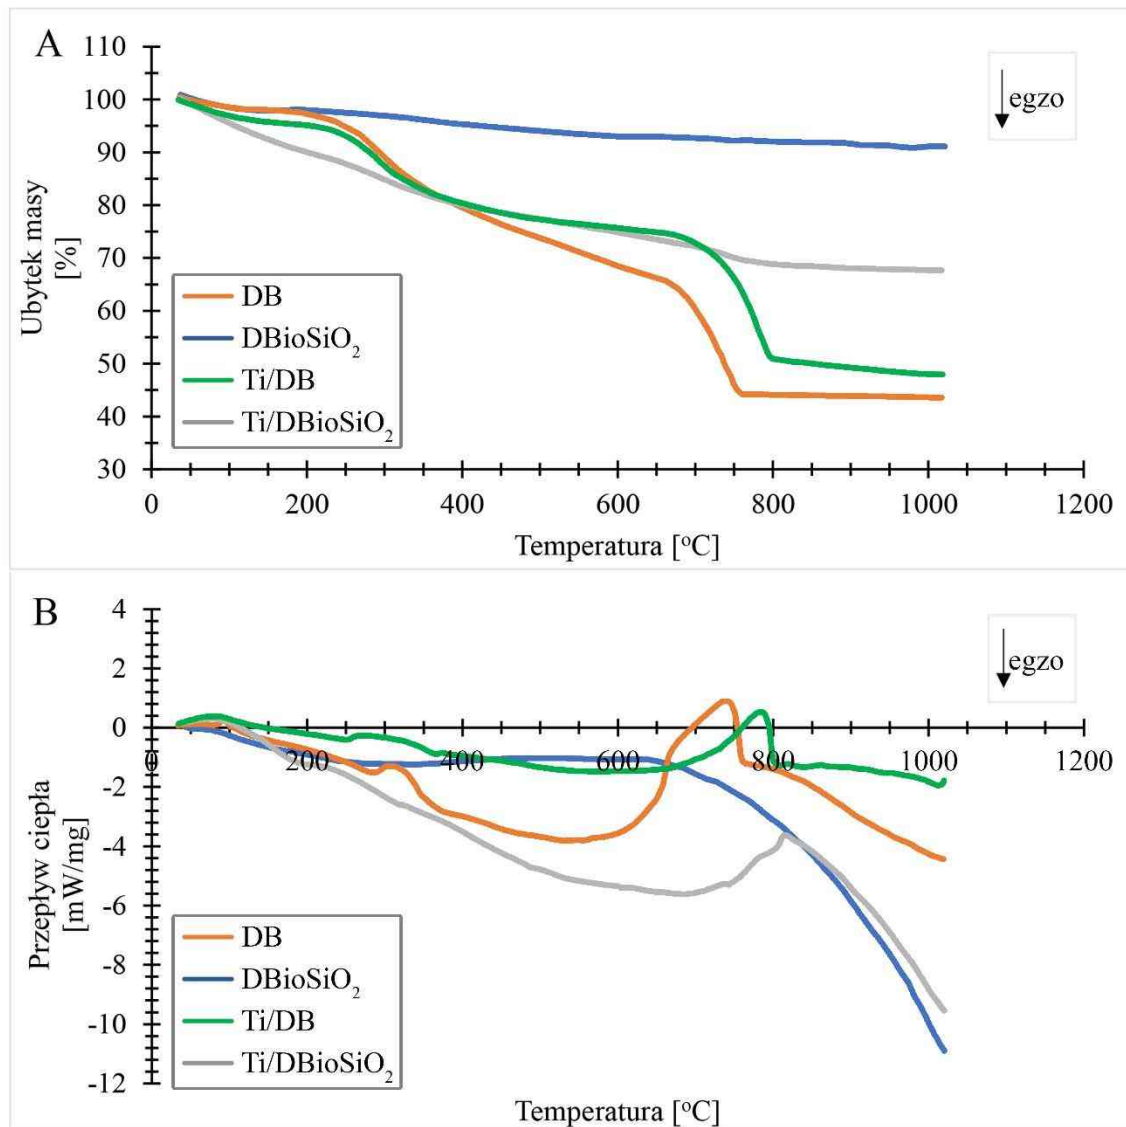 A
110
100
90
80
70
60
50
40
30
Ubytek masy
[%]
egzo
DB
DBioSiO₂
Ti/DB
Ti/DBioSiO₂
0 200 400 600 800 1000 1200
Temperatura [°C]
B
4
2
0
-2
-4
-6
-8
-10
-12
Przepływ ciepła
[mW/mg]
egzo
0 200 400 600 800 1000 1200
DB
DBioSiO₂
Ti/DB
Ti/DBioSiO₂
Temperatura [°C]